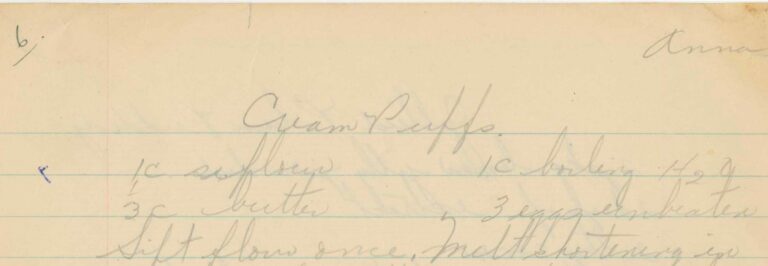 6.
Anna
Cream Puffs.
1c flour 1c boiling H2O
1/3c butter 3 eggs unbeaten
Sift flour once. Melt shortening in